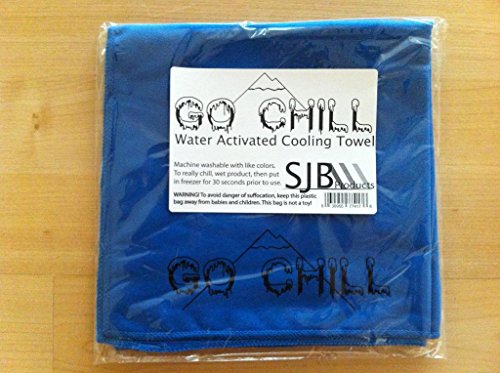 GO CHILL
Water Activated Cooling Towel
Machine washable with like colors.
To really chill, wet product, then put
in freezer for 30 seconds prior to use.
SJB
Products
WARNING! To avoid danger of suffocation, keep this plastic
bag away from babies and children. This bag is not a toy!
GO CHILL